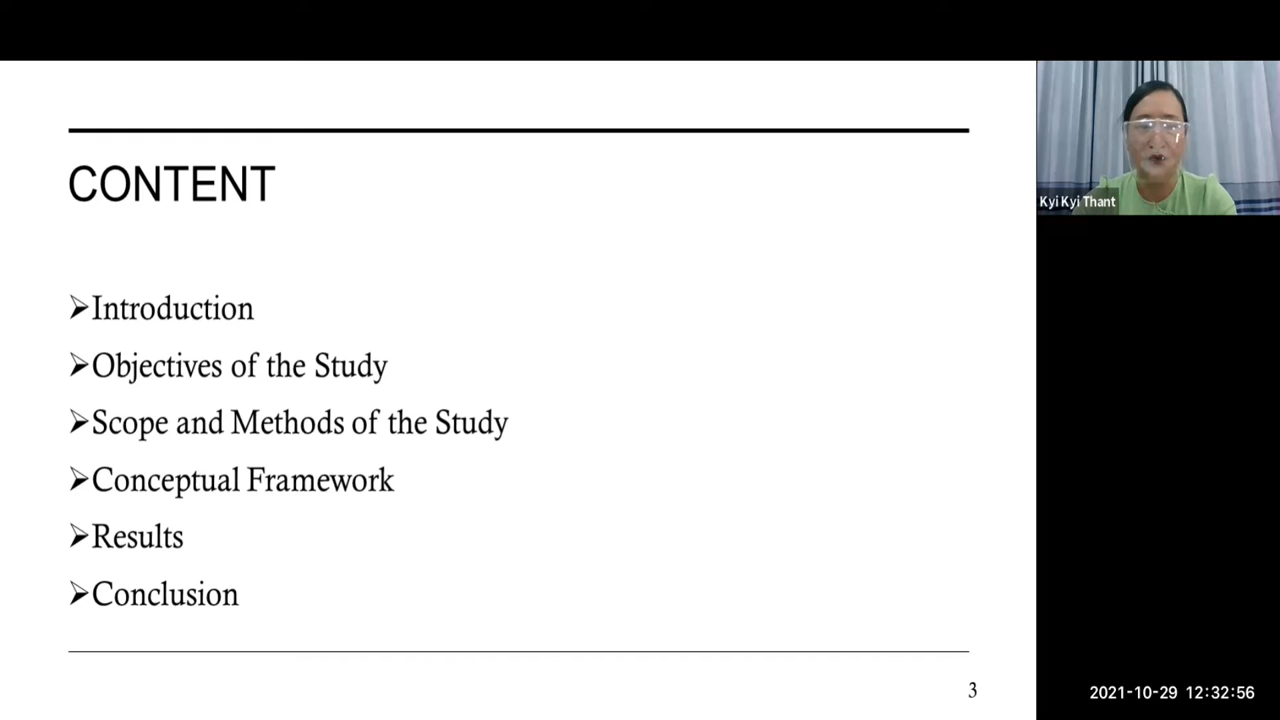 CONTENT
Introduction
Objectives of the Study
Scope and Methods of the Study
Conceptual Framework
Results
Conclusion
3
Kyi Kyi Thant
2021-10-29 12:32:56